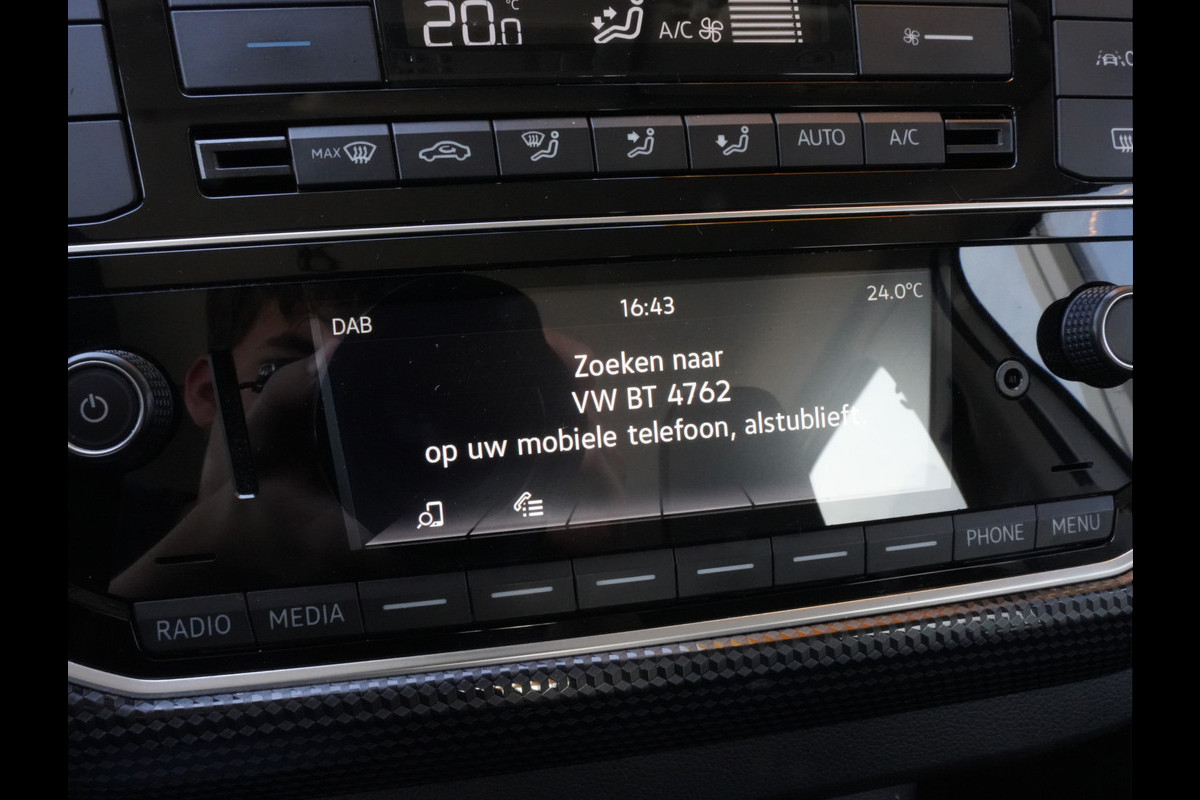 20.0 °C
A/C
MAX
AUTO
A/C
16:43
24.0°C
DAB
Zoeken naar
VW BT 4762
op uw mobiele telefoon, alstublieft.
RADIO
MEDIA
PHONE
MENU